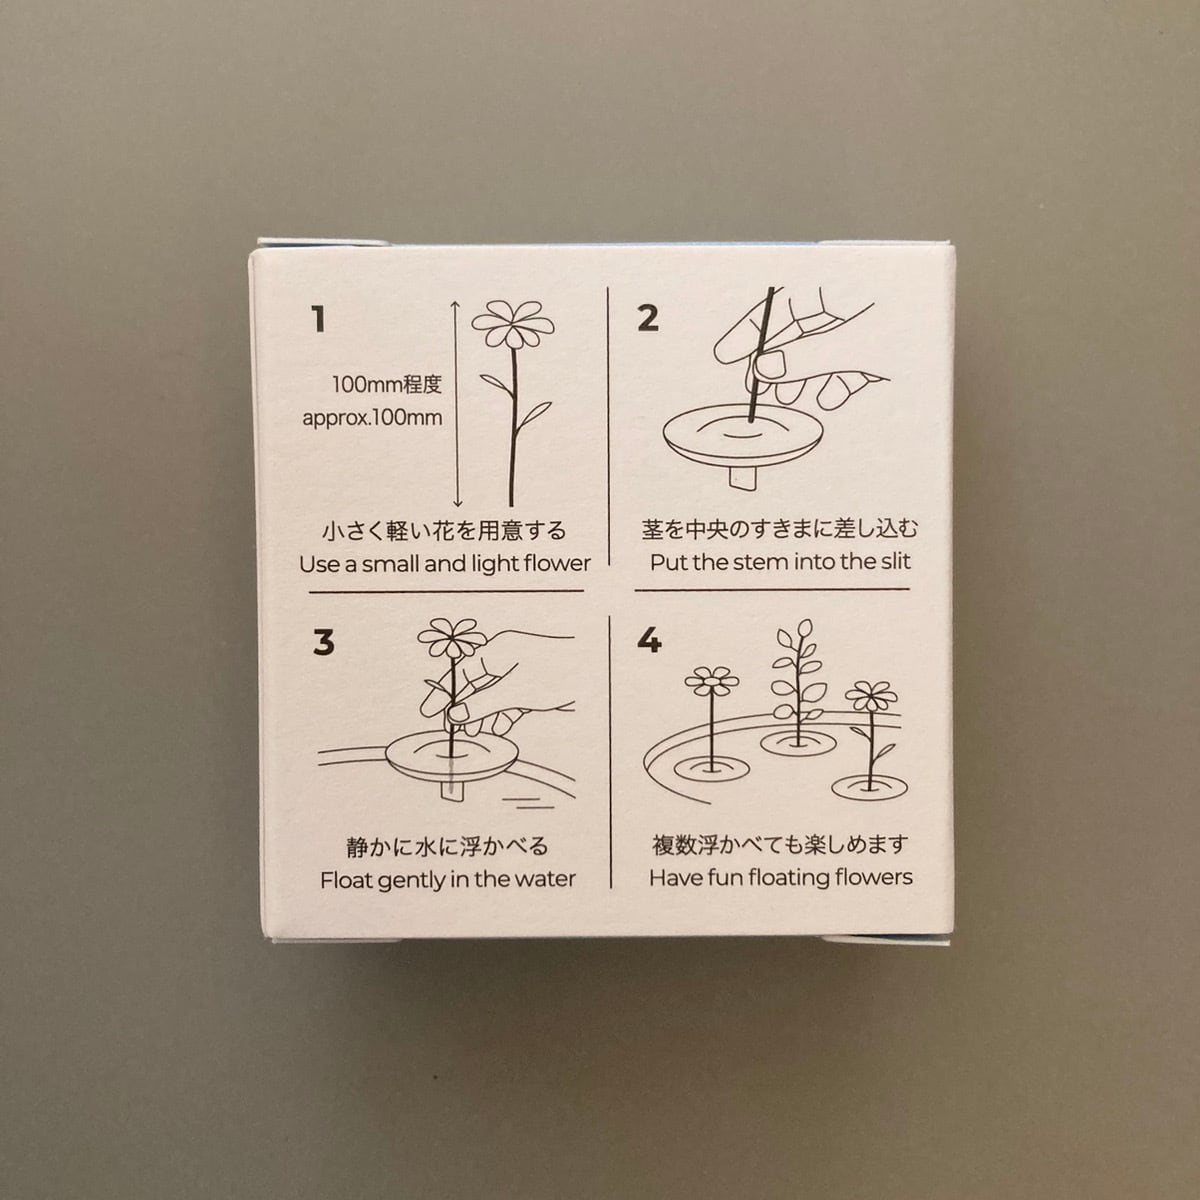 1
100mm程度
approx.100mm
小さく軽い花を用意する
Use a small and light flower
2
茎を中央のすきまに差し込む
Put the stem into the slit
3
静かに水に浮かべる
Float gently in the water
4
複数浮かべても楽しめます
Have fun floating flowers